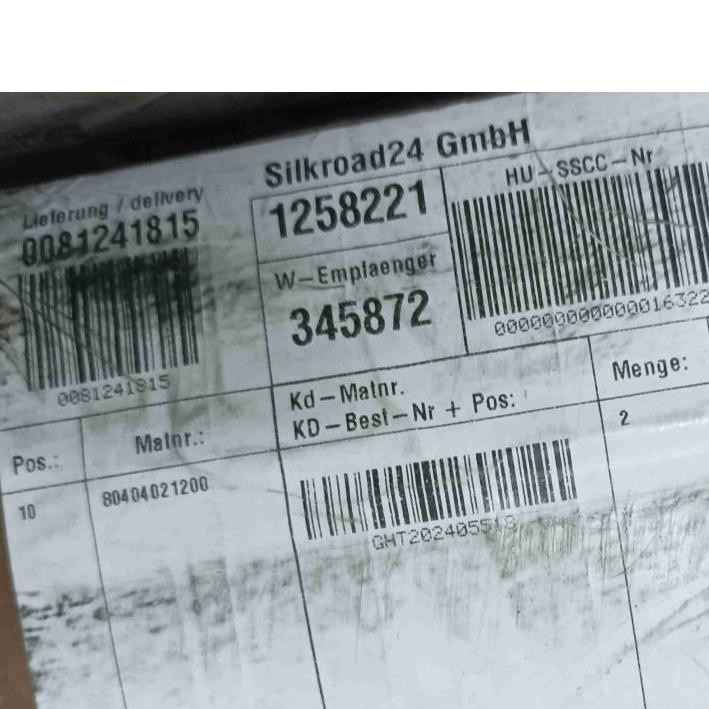 Silkroad24 GmbH
Lieferung / delivery
0081241815
0081241815
1258221
W-Empfaenger
345872
HU-SSCC-Nr
Pos.:
Matnr.:
Kd-Matnr.
KD-Best-Nr + Pos:
Menge:
10
80404021200
2